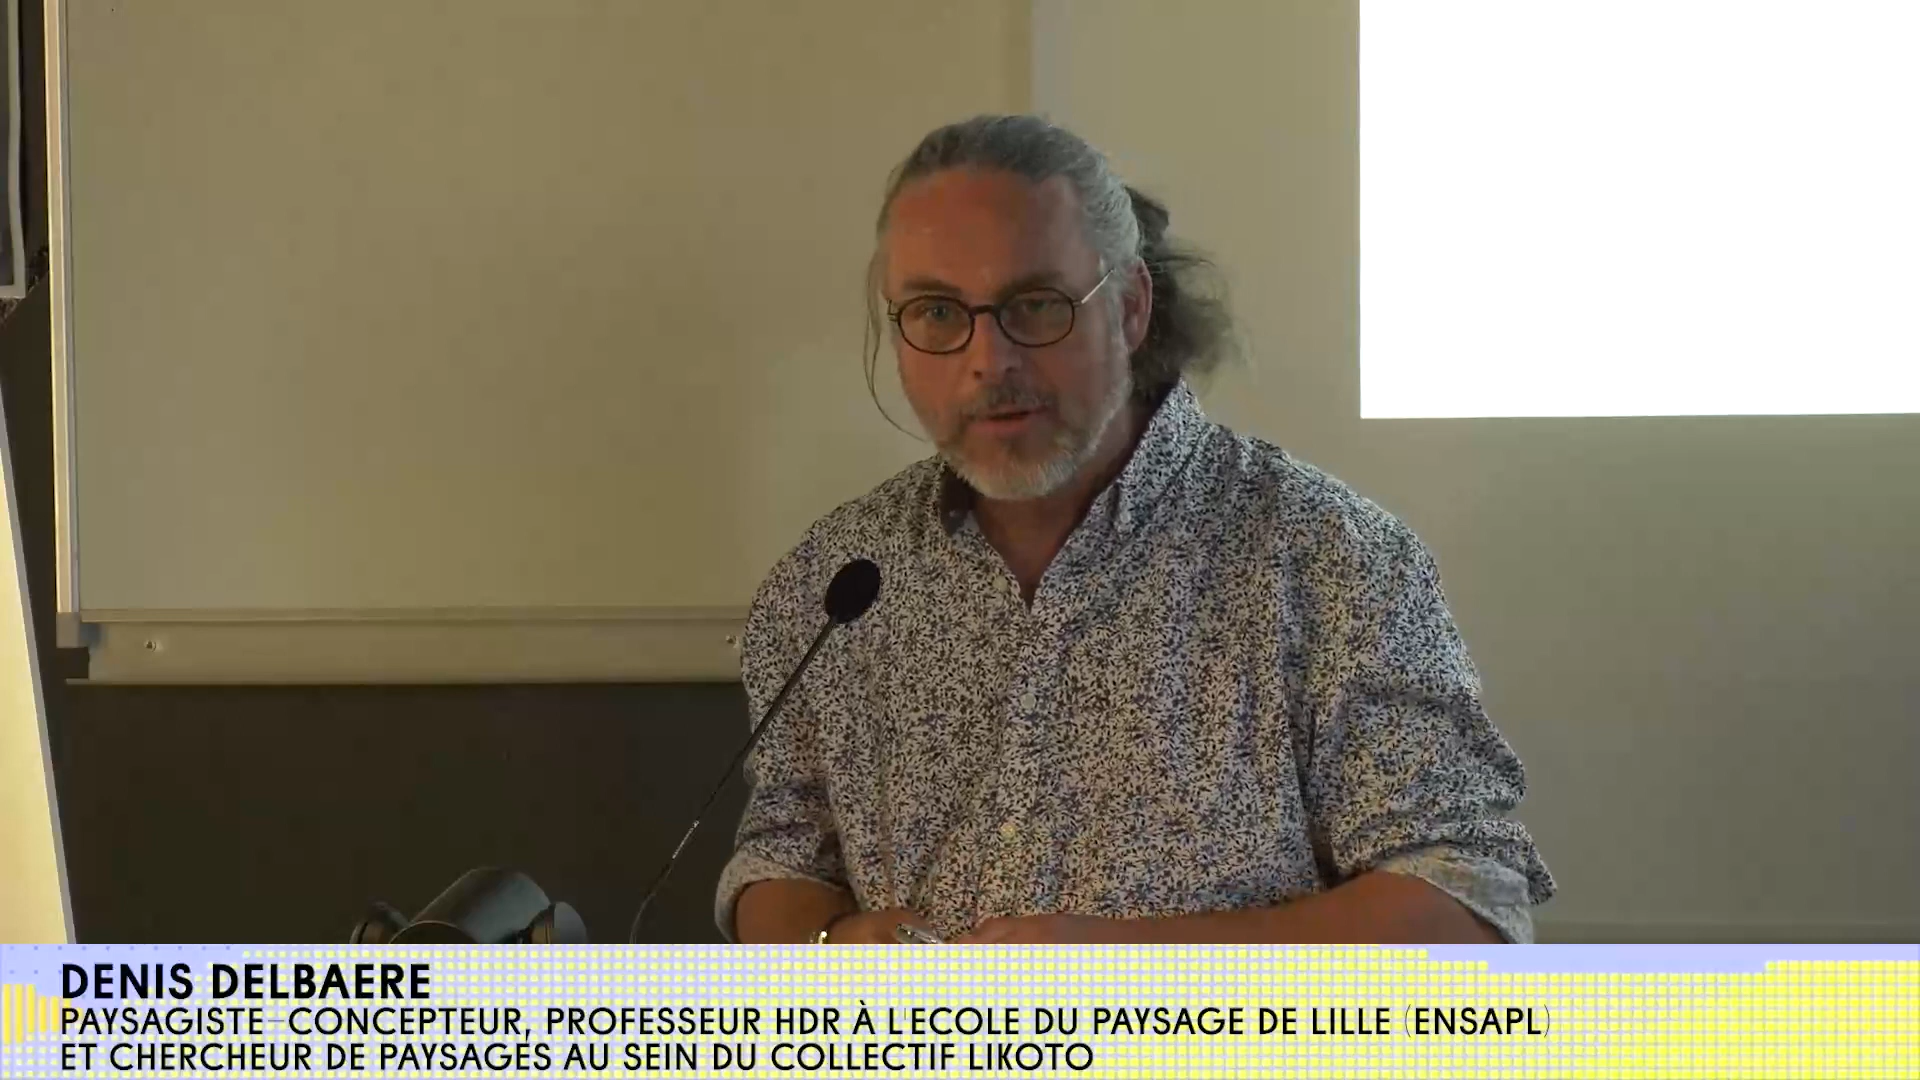 DENIS DELBAERE
PAYSAGISTE-CONCEPTEUR, PROFESSEUR HDR À L'ECOLE DU PAYSAGE DE LILLE (ENSAPL)
ET CHERCHEUR DE PAYSAGES AU SEIN DU COLLECTIF LIKOTO